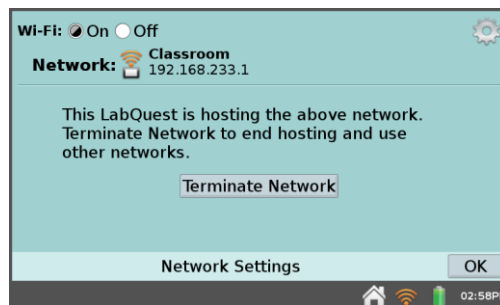 Wi-Fi: On Off
Network: Classroom
192.168.233.1
This LabQuest is hosting the above network.
Terminate Network to end hosting and use
other networks.
Terminate Network
Network Settings OK
02:58P